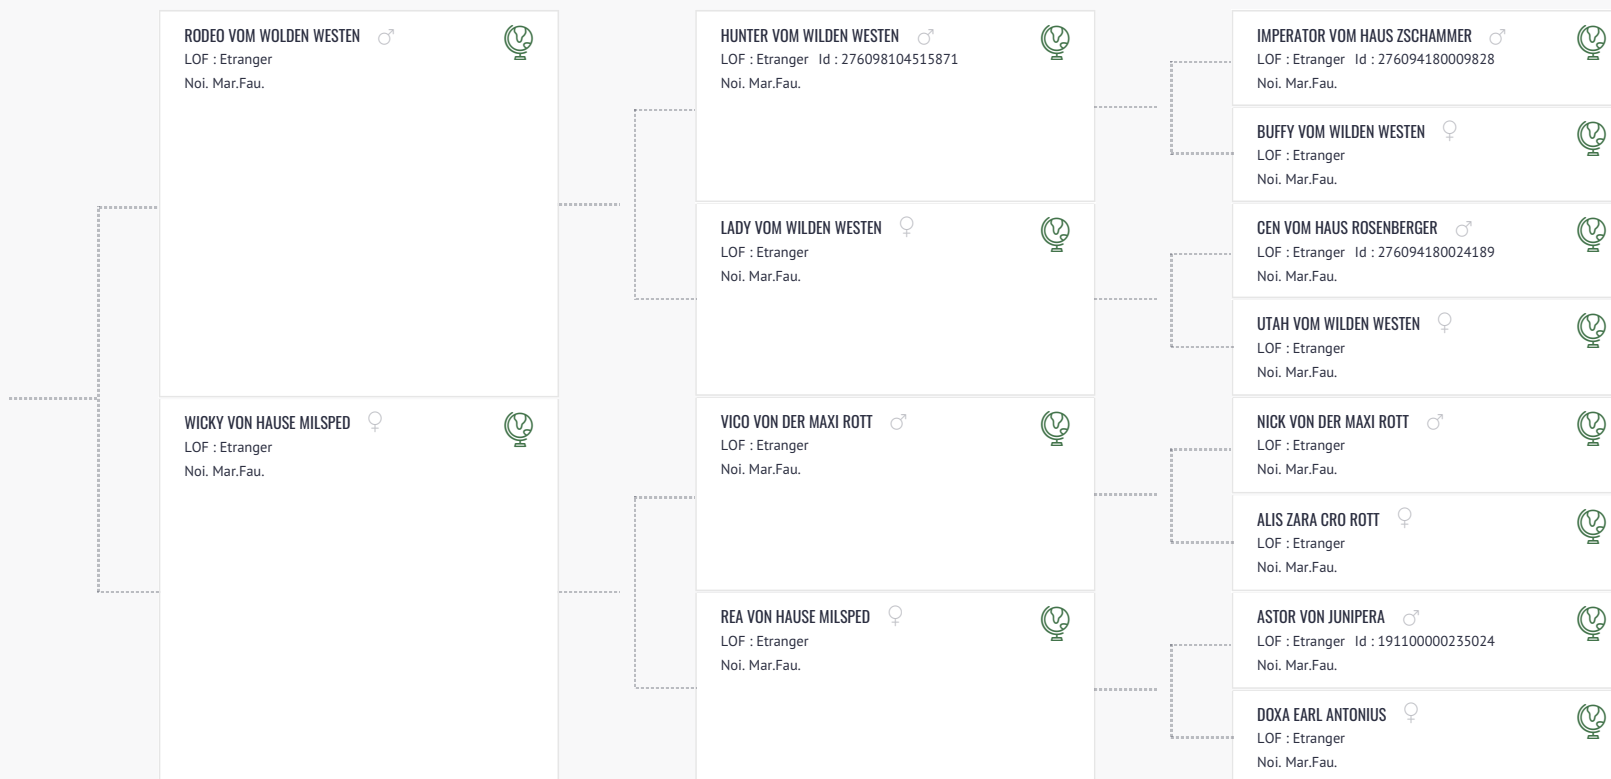 RODEO VOM WOLDEN WESTEN
LOF : Etranger
Noi. Mar.Fau.
WICKY VON HAUSE MILSPED
LOF : Etranger
Noi. Mar.Fau.
HUNTER VOM WILDEN WESTEN
LOF : Etranger Id : 276098104515871
Noi. Mar.Fau.
LADY VOM WILDEN WESTEN
LOF : Etranger
Noi. Mar.Fau.
VICO VON DER MAXI ROTT
LOF : Etranger
Noi. Mar.Fau.
REA VON HAUSE MILSPED
LOF : Etranger
Noi. Mar.Fau.
IMPERATOR VOM HAUS ZSCHAMMER
LOF : Etranger Id : 276094180009828
Noi. Mar.Fau.
BUFFY VOM WILDEN WESTEN
LOF : Etranger
Noi. Mar.Fau.
CEN VOM HAUS ROSENBERGER
LOF : Etranger Id : 276094180024189
Noi. Mar.Fau.
UTAH VOM WILDEN WESTEN
LOF : Etranger
Noi. Mar.Fau.
NICK VON DER MAXI ROTT
LOF : Etranger
Noi. Mar.Fau.
ALIS ZARA CRO ROTT
LOF : Etranger
Noi. Mar.Fau.
ASTOR VON JUNIPERA
LOF : Etranger Id : 191100000235024
Noi. Mar.Fau.
DOXA EARL ANTONIUS
LOF : Etranger
Noi. Mar.Fau.